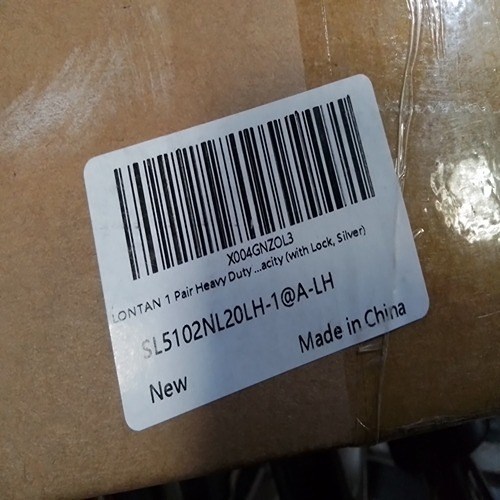 X004GNZOL3
LONTAN 1 Pair Heavy Duty ...acity (with Lock, Silver)
SL5102NL20LH-1@A-LH
New
Made in China